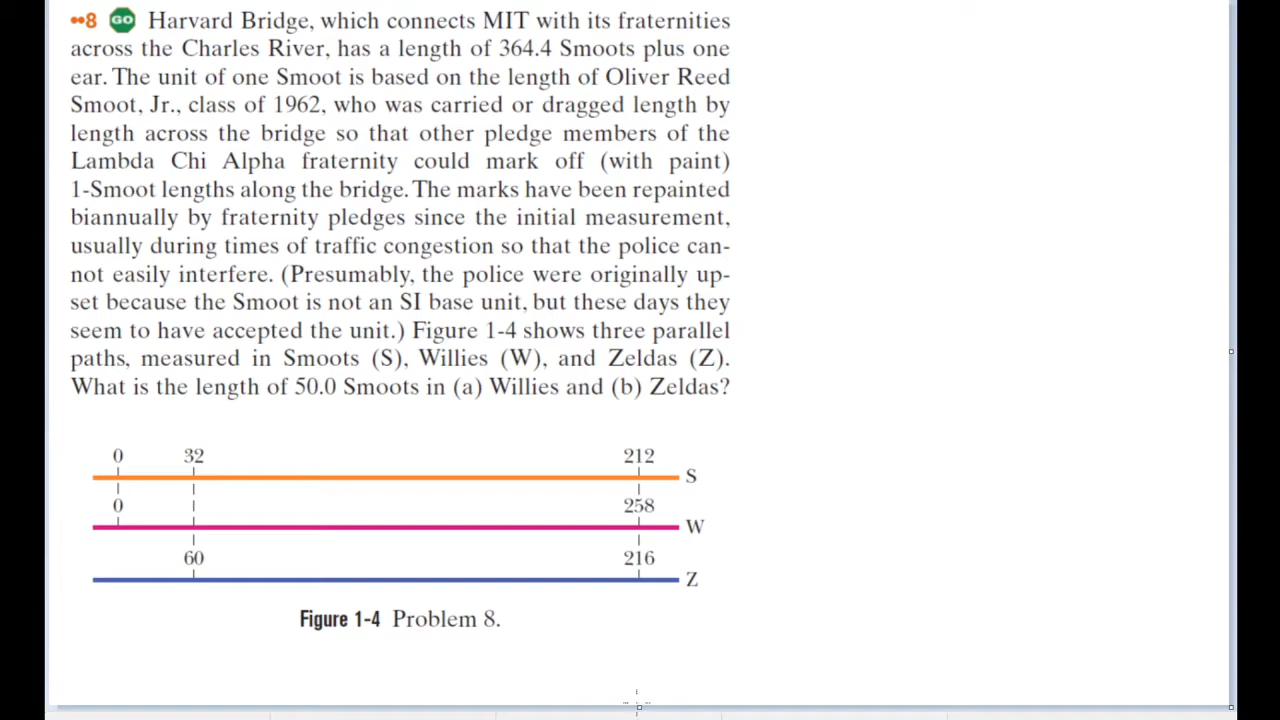 ••8 GO Harvard Bridge, which connects MIT with its fraternities
across the Charles River, has a length of 364.4 Smoots plus one
ear. The unit of one Smoot is based on the length of Oliver Reed
Smoot, Jr., class of 1962, who was carried or dragged length by
length across the bridge so that other pledge members of the
Lambda Chi Alpha fraternity could mark off (with paint)
1-Smoot lengths along the bridge. The marks have been repainted
biannually by fraternity pledges since the initial measurement,
usually during times of traffic congestion so that the police can-
not easily interfere. (Presumably, the police were originally up-
set because the Smoot is not an SI base unit, but these days they
seem to have accepted the unit.) Figure 1-4 shows three parallel
paths, measured in Smoots (S), Willies (W), and Zeldas (Z).
What is the length of 50.0 Smoots in (a) Willies and (b) Zeldas?
0 32 212
S
0 258
W
60 216
Z
Figure 1-4 Problem 8.